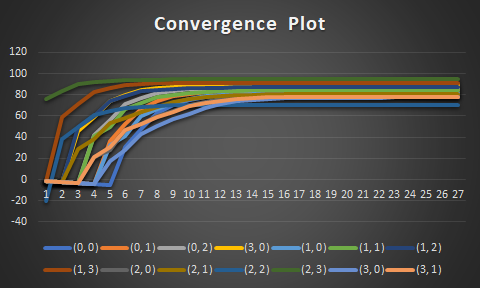 Convergence Plot
120
100
80
60
40
20
0
-20
-40
1 2 3 4 5 6 7 8 9 10 11 12 13 14 15 16 17 18 19 20 21 22 23 24 25 26 27
(0, 0) (0, 1) (0, 2) (3, 0) (1, 0) (1, 1) (1, 2)
(1, 3) (2, 0) (2, 1) (2, 2) (2, 3) (3, 0) (3, 1)